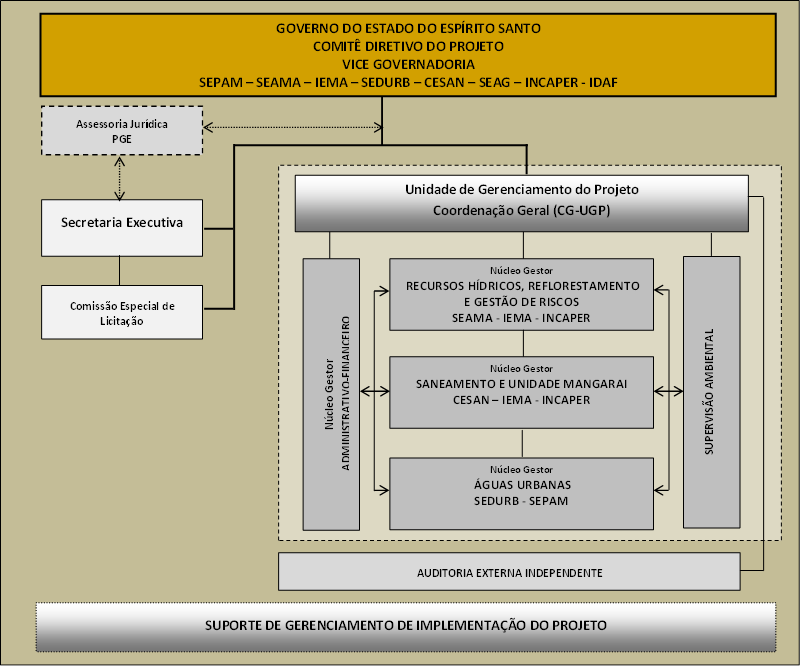 GOVERNO DO ESTADO DO ESPÍRITO SANTO
COMITÊ DIRETIVO DO PROJETO
VICE GOVERNADORIA
SEPAM – SEAMA – IEMA – SEDURB – CESAN – SEAG – INCAPER - IDAF
Assessoria Jurídica
PGE
Secretaria Executiva
Comissão Especial de
Licitação
Unidade de Gerenciamento do Projeto
Coordenação Geral (CG-UGP)
Núcleo Gestor
ADMINISTRATIVO-FINANCEIRO
Núcleo Gestor
RECURSOS HÍDRICOS, REFLORESTAMENTO
E GESTÃO DE RISCOS
SEAMA - IEMA - INCAPER
Núcleo Gestor
SANEAMENTO E UNIDADE MANGARAI
CESAN – IEMA - INCAPER
Núcleo Gestor
ÁGUAS URBANAS
SEDURB - SEPAM
SUPERVISÃO AMBIENTAL
AUDITORIA EXTERNA INDEPENDENTE
SUPORTE DE GERENCIAMENTO DE IMPLEMENTAÇÃO DO PROJETO